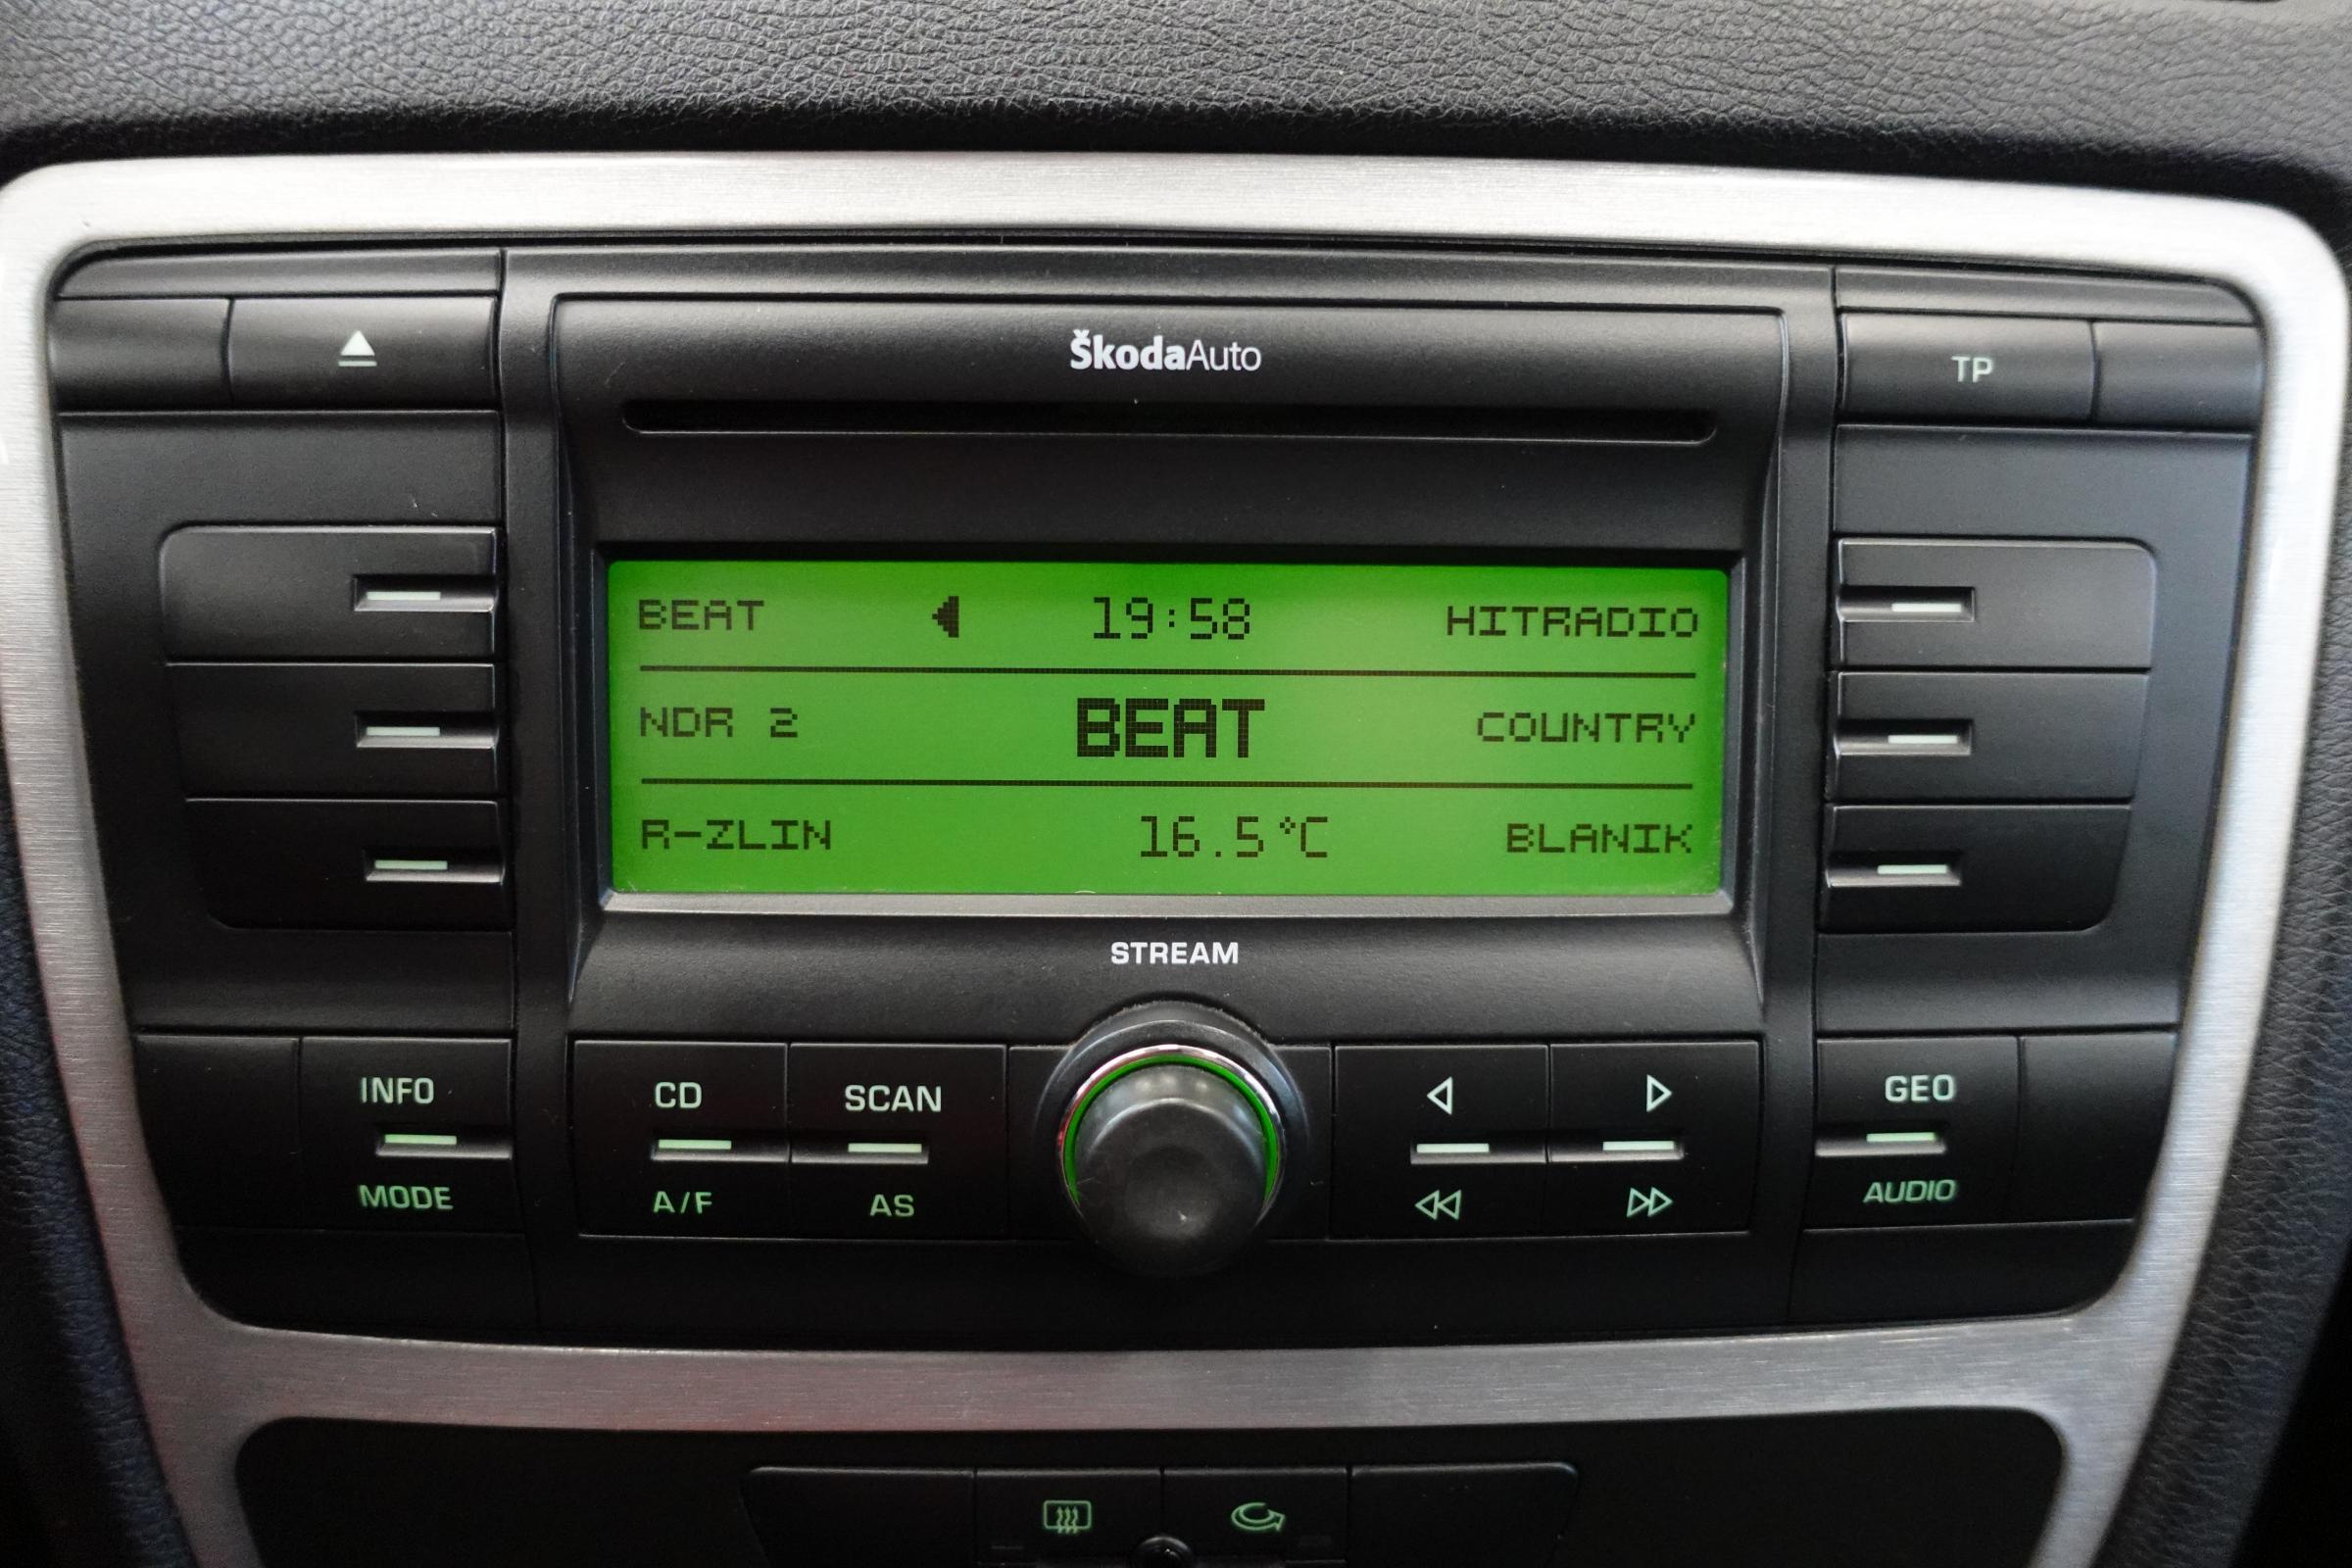 ŠkodaAuto
TP
BEAT 19:58 HITRADIO
NDR 2 BEAT COUNTRY
R-ZLIN 16.5°C BLANIK
STREAM
INFO CD SCAN GEO
MODE A/F AS AUDIO